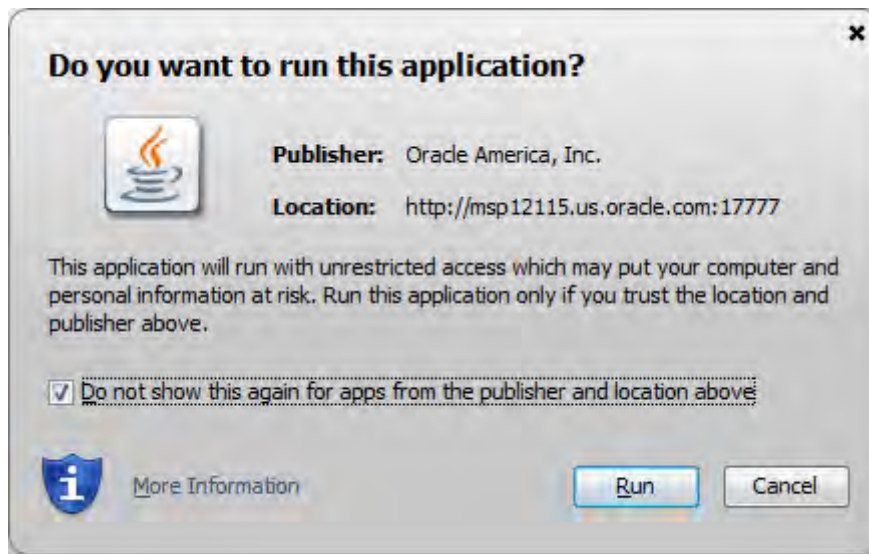 Do you want to run this application?
Publisher: Oracle America, Inc.
Location: http://msp12115.us.oracle.com:17777
This application will run with unrestricted access which may put your computer and
personal information at risk. Run this application only if you trust the location and
publisher above.
Do not show this again for apps from the publisher and location above
More Information
Run
Cancel